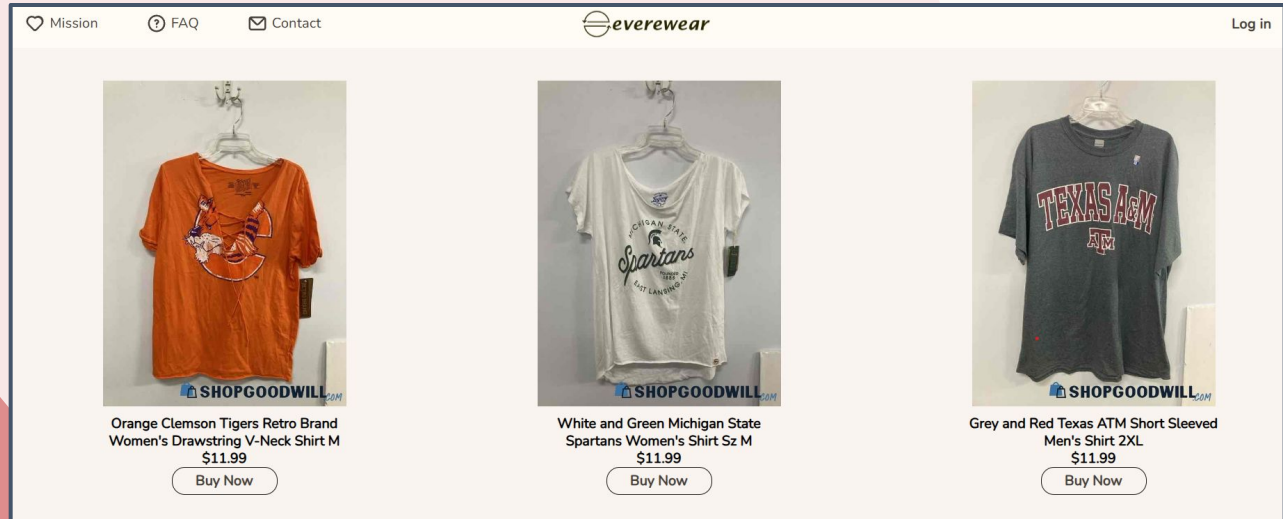 Mission
FAQ
Contact
everewear
Log in
TEXAS A&M
ATM
MICHIGAN STATE
Spartans
EAST LANSING, MI
SHOPGOODWILL.COM
SHOPGOODWILL.COM
SHOPGOODWILL.COM
Orange Clemson Tigers Retro Brand
Women's Drawstring V-Neck Shirt M
$11.99
Buy Now
White and Green Michigan State
Spartans Women's Shirt Sz M
$11.99
Buy Now
Grey and Red Texas ATM Short Sleeved
Men's Shirt 2XL
$11.99
Buy Now